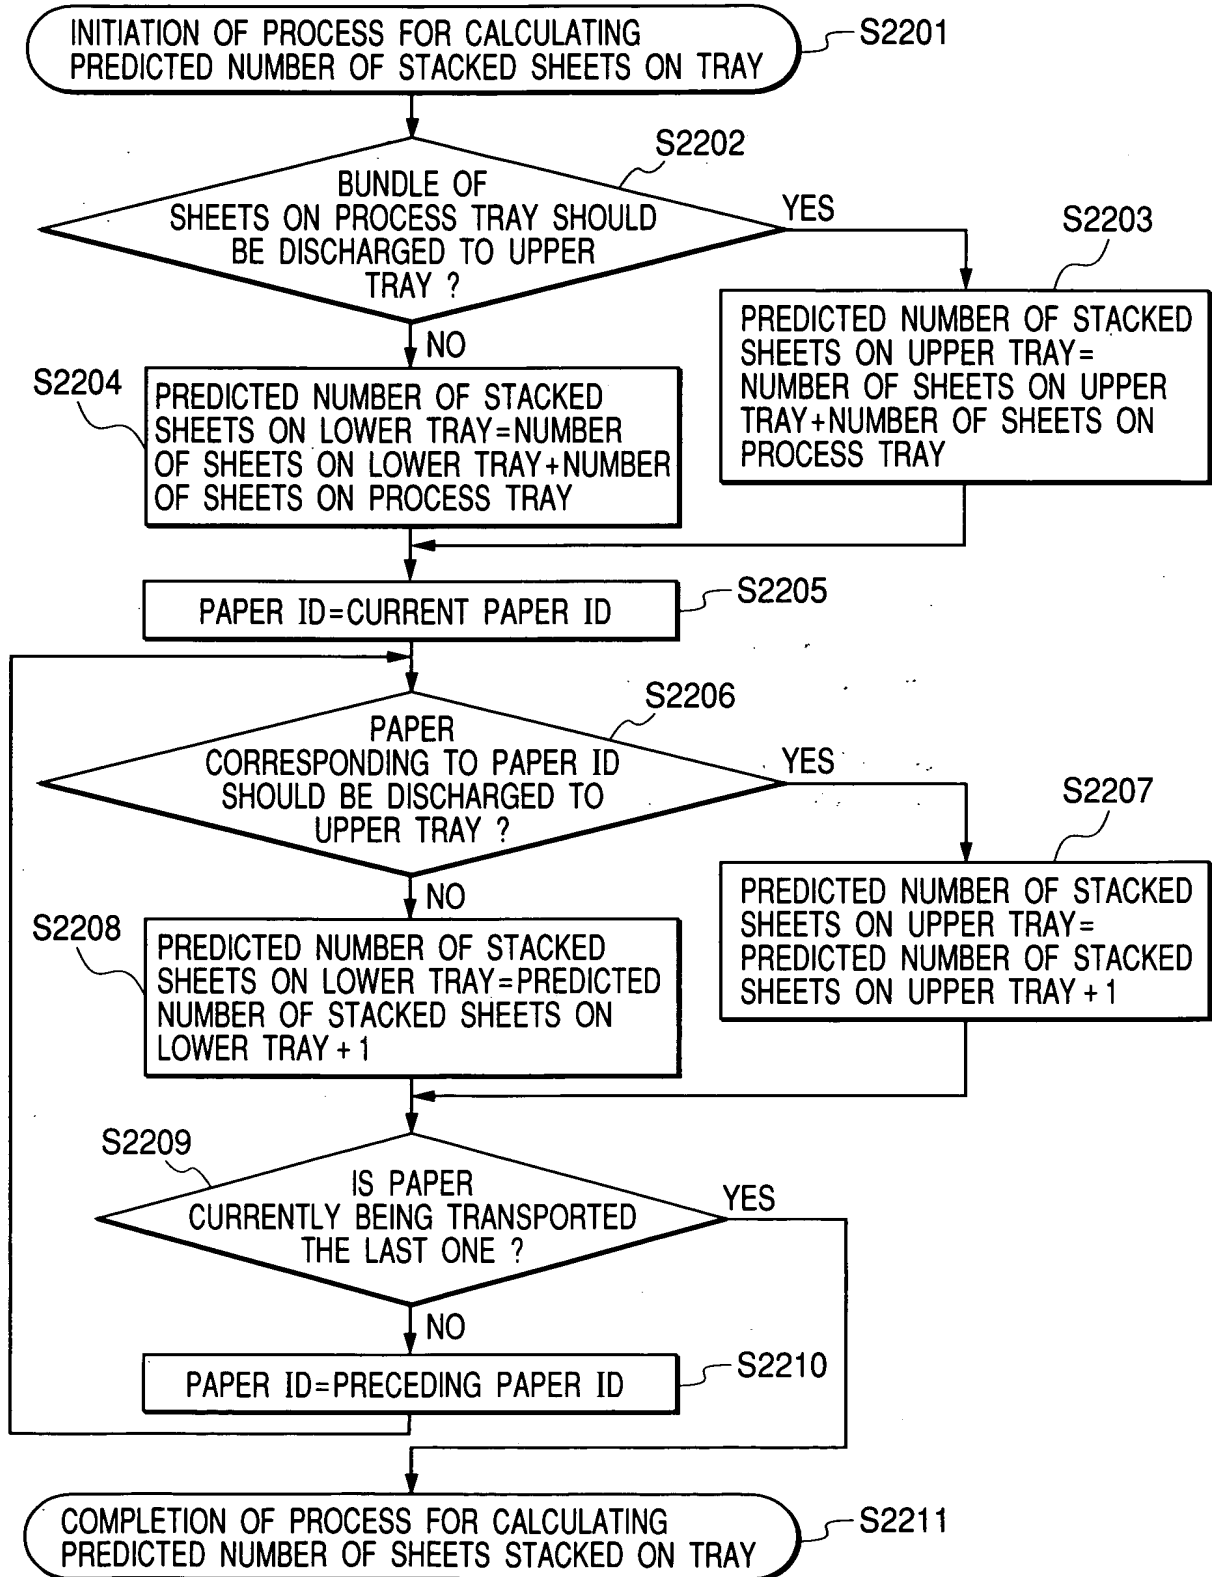 INITIATION OF PROCESS FOR CALCULATING
PREDICTED NUMBER OF STACKED SHEETS ON TRAY
S2201
S2202
BUNDLE OF
SHEETS ON PROCESS TRAY SHOULD
BE DISCHARGED TO UPPER
TRAY ?
YES
S2203
PREDICTED NUMBER OF STACKED
SHEETS ON UPPER TRAY=
NUMBER OF SHEETS ON UPPER
TRAY+NUMBER OF SHEETS ON
PROCESS TRAY
NO
S2204
PREDICTED NUMBER OF STACKED
SHEETS ON LOWER TRAY=NUMBER
OF SHEETS ON LOWER TRAY+NUMBER
OF SHEETS ON PROCESS TRAY
PAPER ID=CURRENT PAPER ID
S2205
S2206
PAPER
CORRESPONDING TO PAPER ID
SHOULD BE DISCHARGED TO
UPPER TRAY ?
YES
S2207
PREDICTED NUMBER OF STACKED
SHEETS ON UPPER TRAY=
PREDICTED NUMBER OF STACKED
SHEETS ON UPPER TRAY+1
NO
S2208
PREDICTED NUMBER OF STACKED
SHEETS ON LOWER TRAY=PREDICTED
NUMBER OF STACKED SHEETS ON
LOWER TRAY+1
S2209
IS PAPER
CURRENTLY BEING TRANSPORTED
THE LAST ONE ?
YES
NO
PAPER ID=PRECEDING PAPER ID
S2210
COMPLETION OF PROCESS FOR CALCULATING
PREDICTED NUMBER OF SHEETS STACKED ON TRAY
S2211